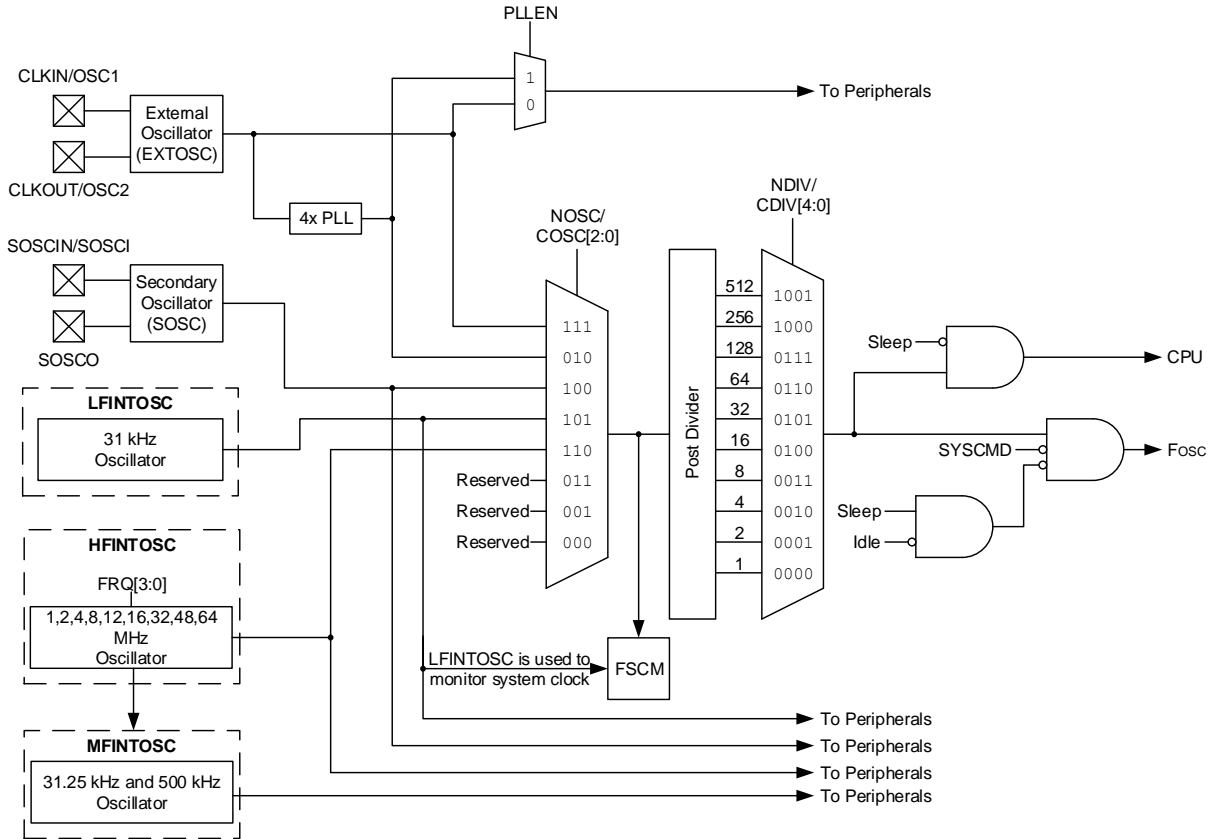 PLLEN
CLKIN/OSC1
1
0
To Peripherals
External
Oscillator
(EXTOSC)
CLKOUT/OSC2
4x PLL
NOSC/
COSC[2:0]
NDIV/
CDIV[4:0]
SOSCIN/SOSCI
Secondary
Oscillator
(SOSC)
SOSCO
111
010
100
101
110
Reserved 011
Reserved 001
Reserved 000
Post Divider
512 1001
256 1000
128 0111
64 0110
32 0101
16 0100
8 0011
4 0010
2 0001
1 0000
Sleep
CPU
SYSCMD
Fosc
Sleep
Idle
LFINTOSC
31 kHz
Oscillator
HFINTOSC
FRQ[3:0]
1,2,4,8,12,16,32,48,64
MHz
Oscillator
LFINTOSC is used to
monitor system clock
FSCM
MFINTOSC
31.25 kHz and 500 kHz
Oscillator
To Peripherals
To Peripherals
To Peripherals
To Peripherals